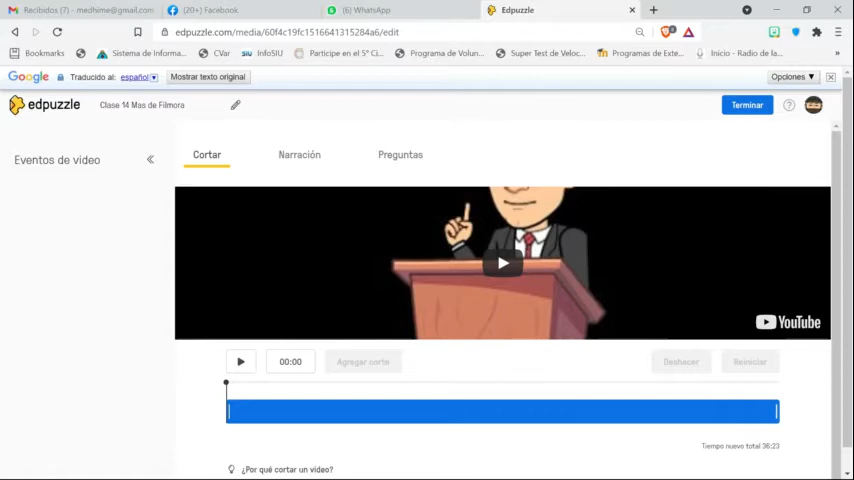 Recibidos (7) - medhime@gmail.com
(20+) Facebook
(6) WhatsApp
Edpuzzle
edpuzzle.com/media/60f4c19fc1516641315284a6/edit
Bookmarks
Sistema de Informa...
CVar
InfoSIU
Participe en el 5° Ci...
Programa de Volun...
Super Test de Veloc...
Programas de Exte...
Inicio - Radio de la...
Google
Traducido al: español
Mostrar texto original
Opciones ▼
edpuzzle
Clase 14 Mas de Filmora
Terminar
Eventos de video
Cortar
Narración
Preguntas
YouTube
00:00
Agregar corte
Deshacer
Reiniciar
Tiempo nuevo total 36:23
¿Por qué cortar un video?